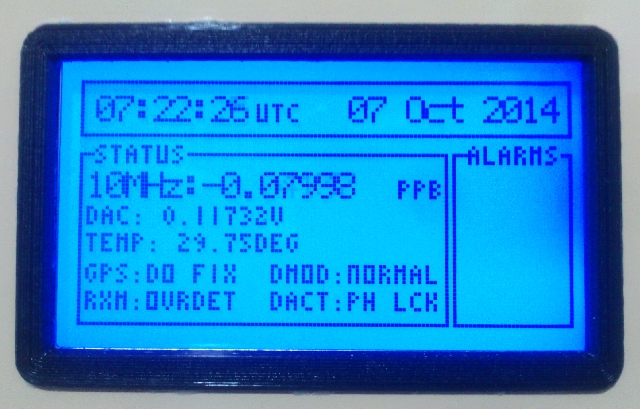 07:22:26 UTC 07 Oct 2014
STATUS
ALARMS
10MHz:-0.07998 PPB
DAC: 0.11732V
TEMP: 29.75DEG
GPS:DO FIX DMOD:NORMAL
RXM:OVRDET DACT:PH LCK